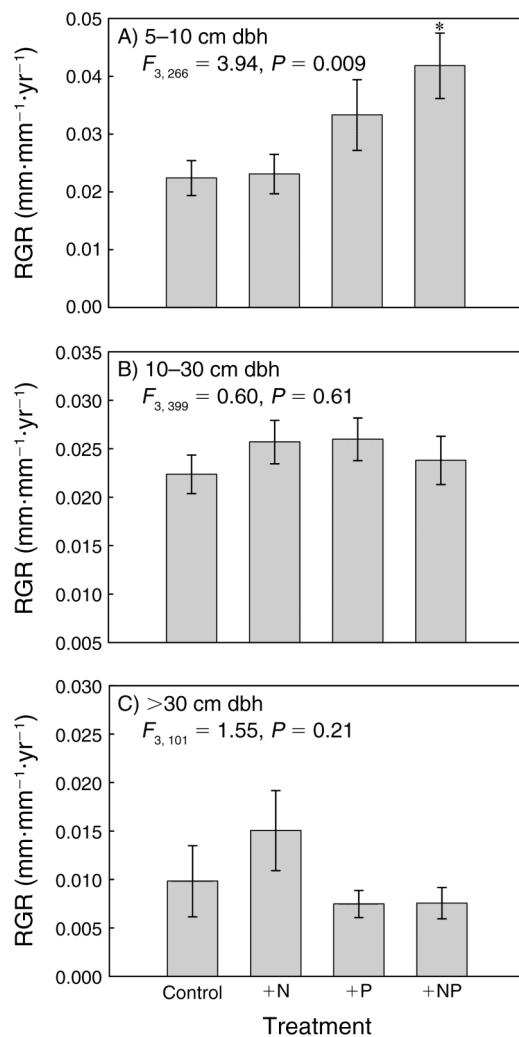 A) 5–10 cm dbh
F3, 266 = 3.94, P = 0.009
*
0.05
0.04
0.03
0.02
0.01
0.00
RGR (mm·mm⁻¹·yr⁻¹)
B) 10–30 cm dbh
F3, 399 = 0.60, P = 0.61
0.035
0.030
0.025
0.020
0.015
0.010
0.005
RGR (mm·mm⁻¹·yr⁻¹)
C) >30 cm dbh
F3, 101 = 1.55, P = 0.21
0.030
0.025
0.020
0.015
0.010
0.005
0.000
RGR (mm·mm⁻¹·yr⁻¹)
Control +N +P +NP
Treatment